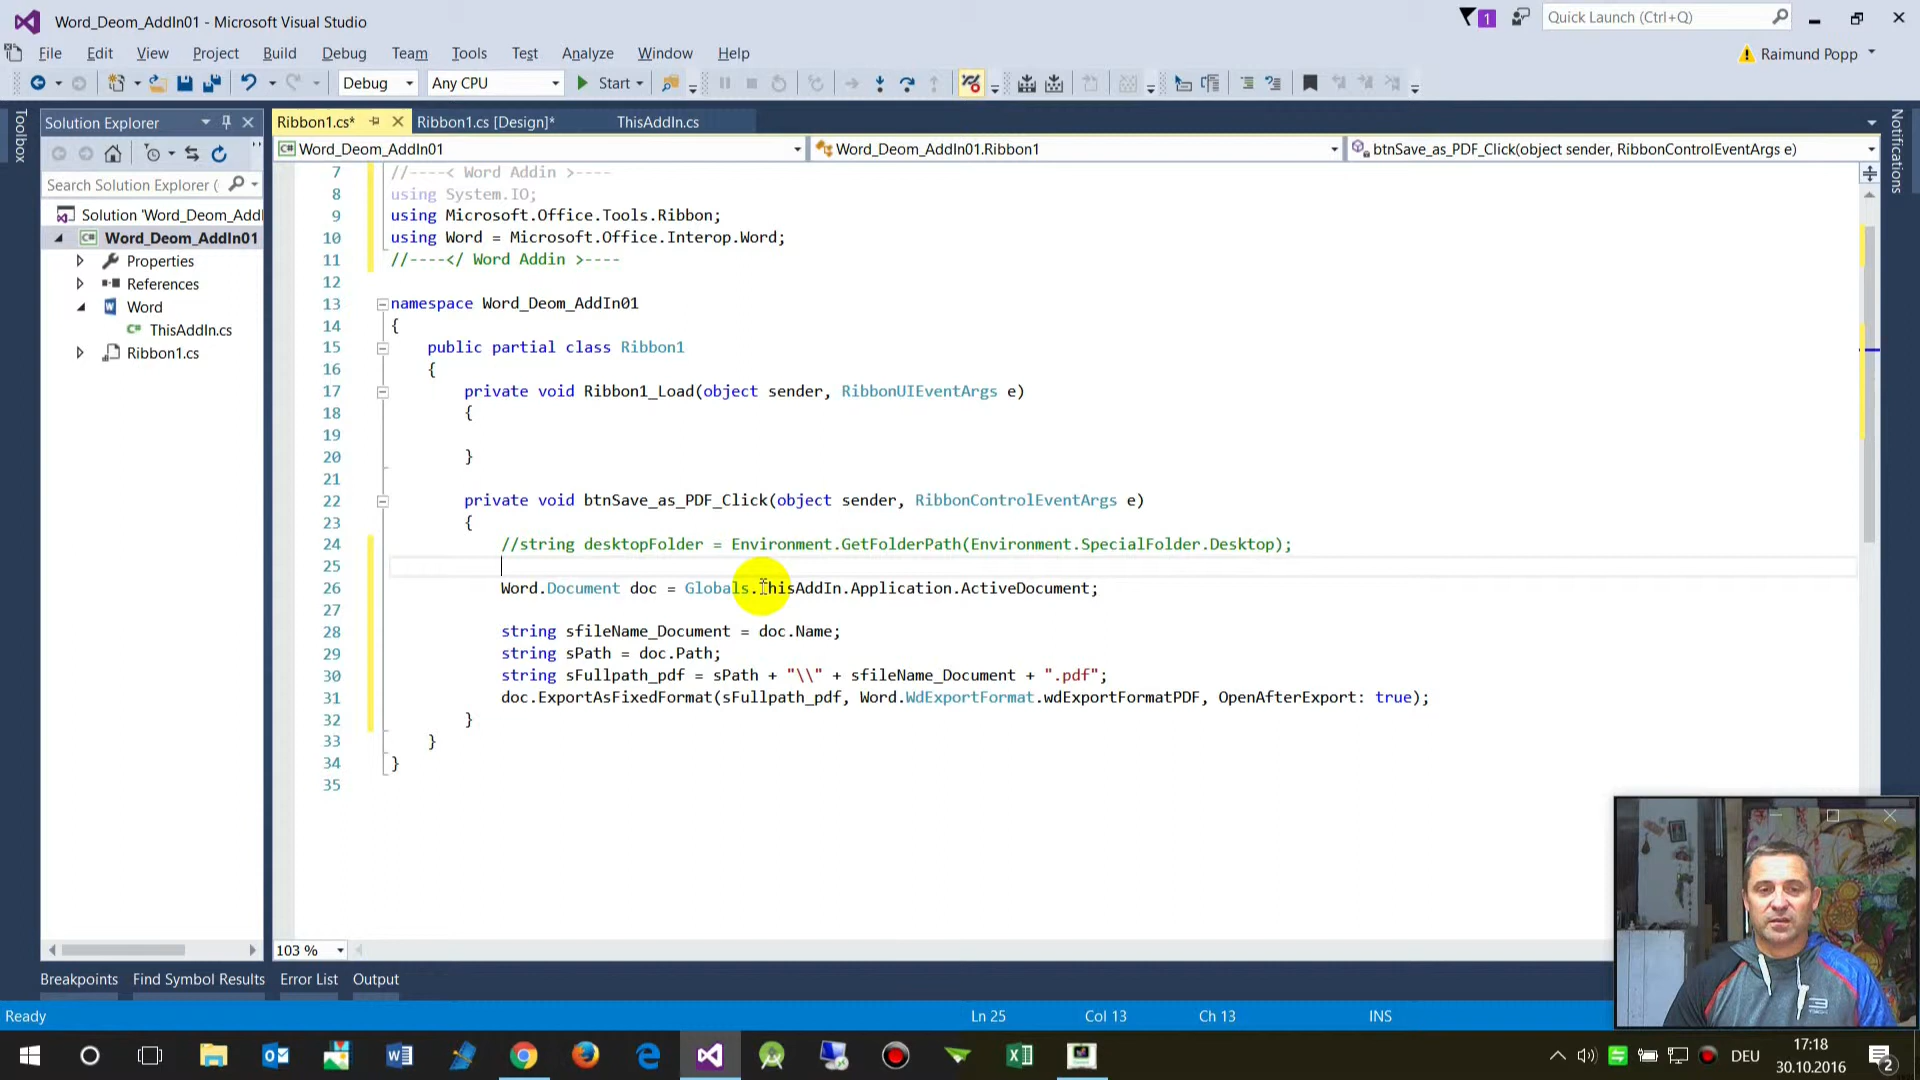 Word_Deom_AddIn01 - Microsoft Visual Studio
1
Quick Launch (Ctrl+Q)
File Edit View Project Build Debug Team Tools Test Analyze Window Help
Raimund Popp
Debug Any CPU Start
Toolbox
Solution Explorer
Ribbon1.cs* Ribbon1.cs [Design]* ThisAddIn.cs
Notifications
Word_Deom_AddIn01 Word_Deom_AddIn01.Ribbon1 btnSave_as_PDF_Click(object sender, RibbonControlEventArgs e)
Search Solution Explorer (
Solution 'Word_Deom_Addl
Word_Deom_AddIn01
Properties
References
Word
ThisAddIn.cs
Ribbon1.cs
7 //----< Word Addin >----
8 using System.IO;
9 using Microsoft.Office.Tools.Ribbon;
10 using Word = Microsoft.Office.Interop.Word;
11 //----</ Word Addin >----
12
13 namespace Word_Deom_AddIn01
14 {
15 public partial class Ribbon1
16 {
17 private void Ribbon1_Load(object sender, RibbonUIEventArgs e)
18 {
19
20 }
21
22 private void btnSave_as_PDF_Click(object sender, RibbonControlEventArgs e)
23 {
24 //string desktopFolder = Environment.GetFolderPath(Environment.SpecialFolder.Desktop);
25
26 Word.Document doc = Globals.ThisAddIn.Application.ActiveDocument;
27
28 string sfileName_Document = doc.Name;
29 string sPath = doc.Path;
30 string sFullpath_pdf = sPath + "\\" + sfileName_Document + ".pdf";
31 doc.ExportAsFixedFormat(sFullpath_pdf, Word.WdExportFormat.wdExportFormatPDF, OpenAfterExport: true);
32 }
33 }
34 }
35
103 %
Breakpoints Find Symbol Results Error List Output
Ready Ln 25 Col 13 Ch 13 INS
DEU
17:18
30.10.2016
2